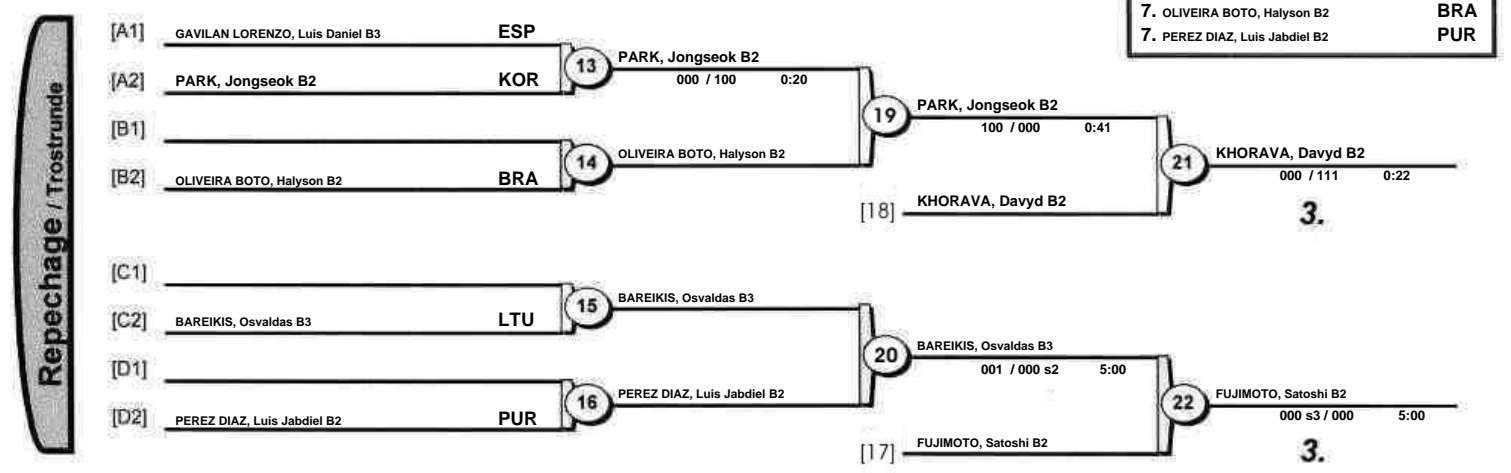 7. OLIVEIRA BOTO, Halyson B2 BRA
7. PEREZ DIAZ, Luis Jabdiel B2 PUR
Repechage / Trostrunde
[A1] GAVILAN LORENZO, Luis Daniel B3 ESP
13 PARK, Jongseok B2
000 / 100 0:20
[A2] PARK, Jongseok B2 KOR
19 PARK, Jongseok B2
100 / 000 0:41
[B1]
14 OLIVEIRA BOTO, Halyson B2
[B2] OLIVEIRA BOTO, Halyson B2 BRA
21 KHORAVA, Davyd B2
000 / 111 0:22
[18] KHORAVA, Davyd B2
3.
[C1]
15 BAREIKIS, Osvaldas B3
[C2] BAREIKIS, Osvaldas B3 LTU
20 BAREIKIS, Osvaldas B3
001 / 000 s2 5:00
[D1]
16 PEREZ DIAZ, Luis Jabdiel B2
[D2] PEREZ DIAZ, Luis Jabdiel B2 PUR
22 FUJIMOTO, Satoshi B2
000 s3 / 000 5:00
[17] FUJIMOTO, Satoshi B2
3.